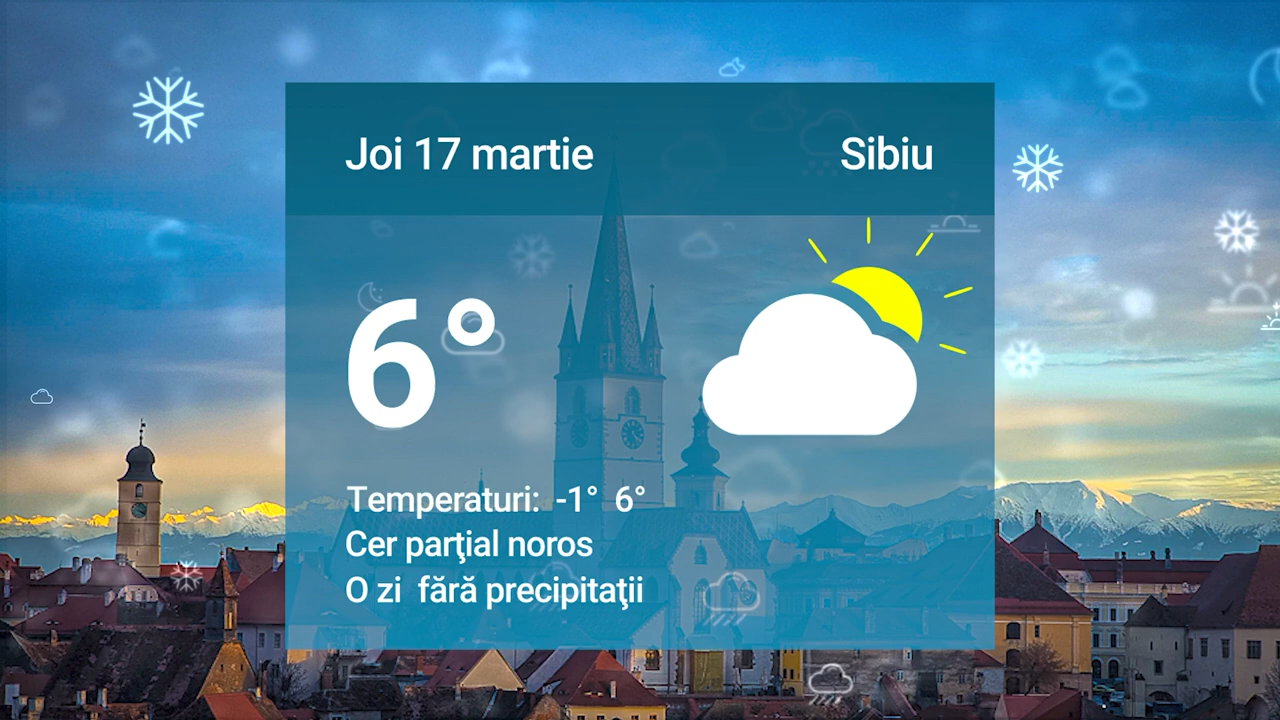 Joi 17 martie
Sibiu
6°
Temperaturi: -1° 6°
Cer parţial noros
O zi fără precipitaţii